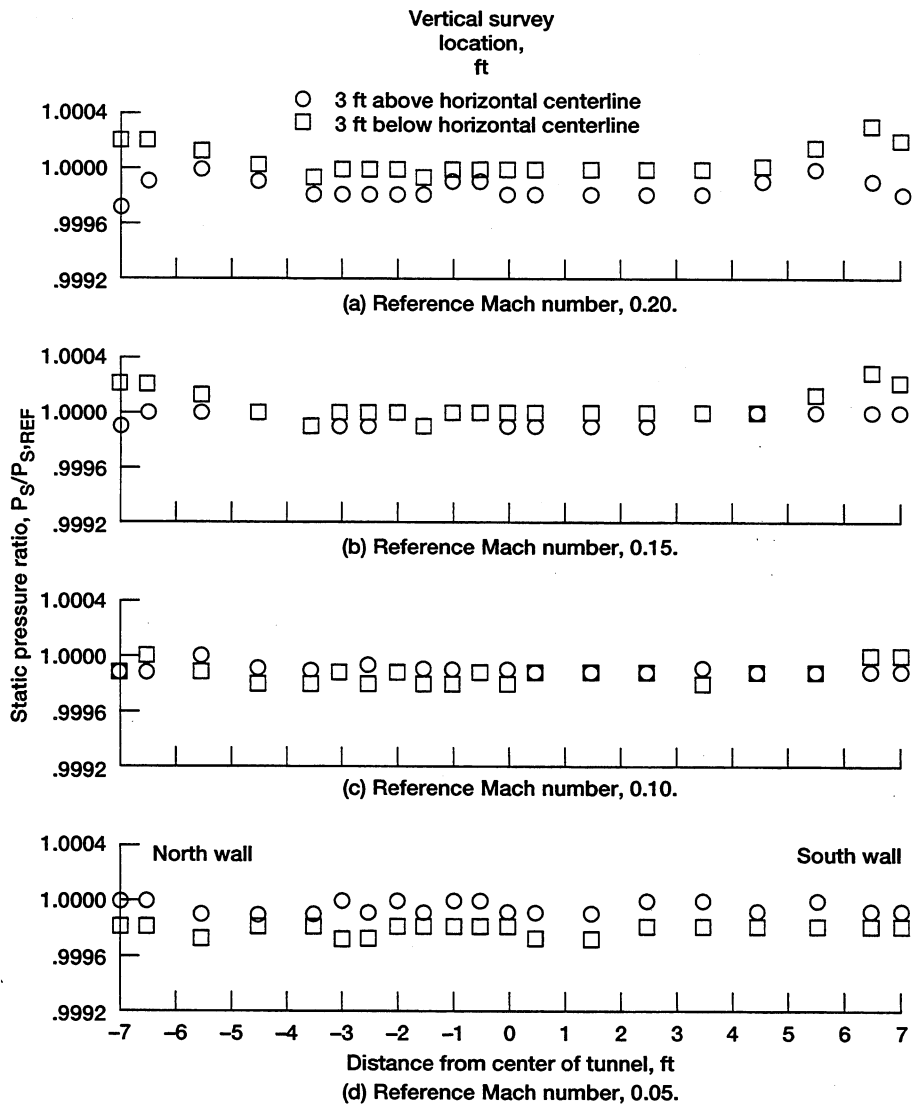 Vertical survey
location,
ft
3 ft above horizontal centerline
3 ft below horizontal centerline
1.0004
1.0000
.9996
.9992
(a) Reference Mach number, 0.20.
1.0004
1.0000
.9996
.9992
(b) Reference Mach number, 0.15.
Static pressure ratio, PS/PS,REF
1.0004
1.0000
.9996
.9992
(c) Reference Mach number, 0.10.
1.0004
1.0000
.9996
.9992
North wall
South wall
–7 –6 –5 –4 –3 –2 –1 0 1 2 3 4 5 6 7
Distance from center of tunnel, ft
(d) Reference Mach number, 0.05.